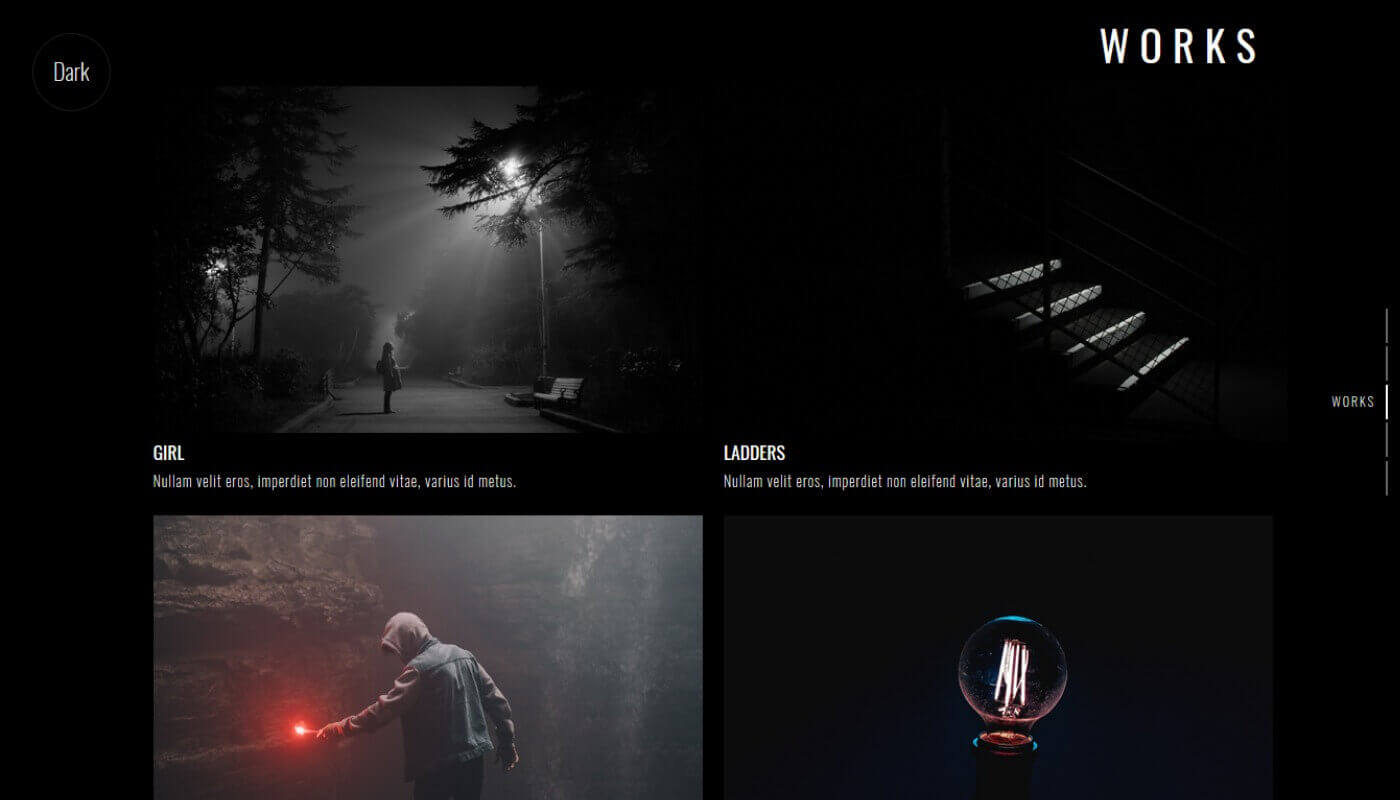 Dark
WORKS
GIRL
Nullam velit eros, imperdiet non eleifend vitae, varius id metus.
LADDERS
Nullam velit eros, imperdiet non eleifend vitae, varius id metus.
WORKS